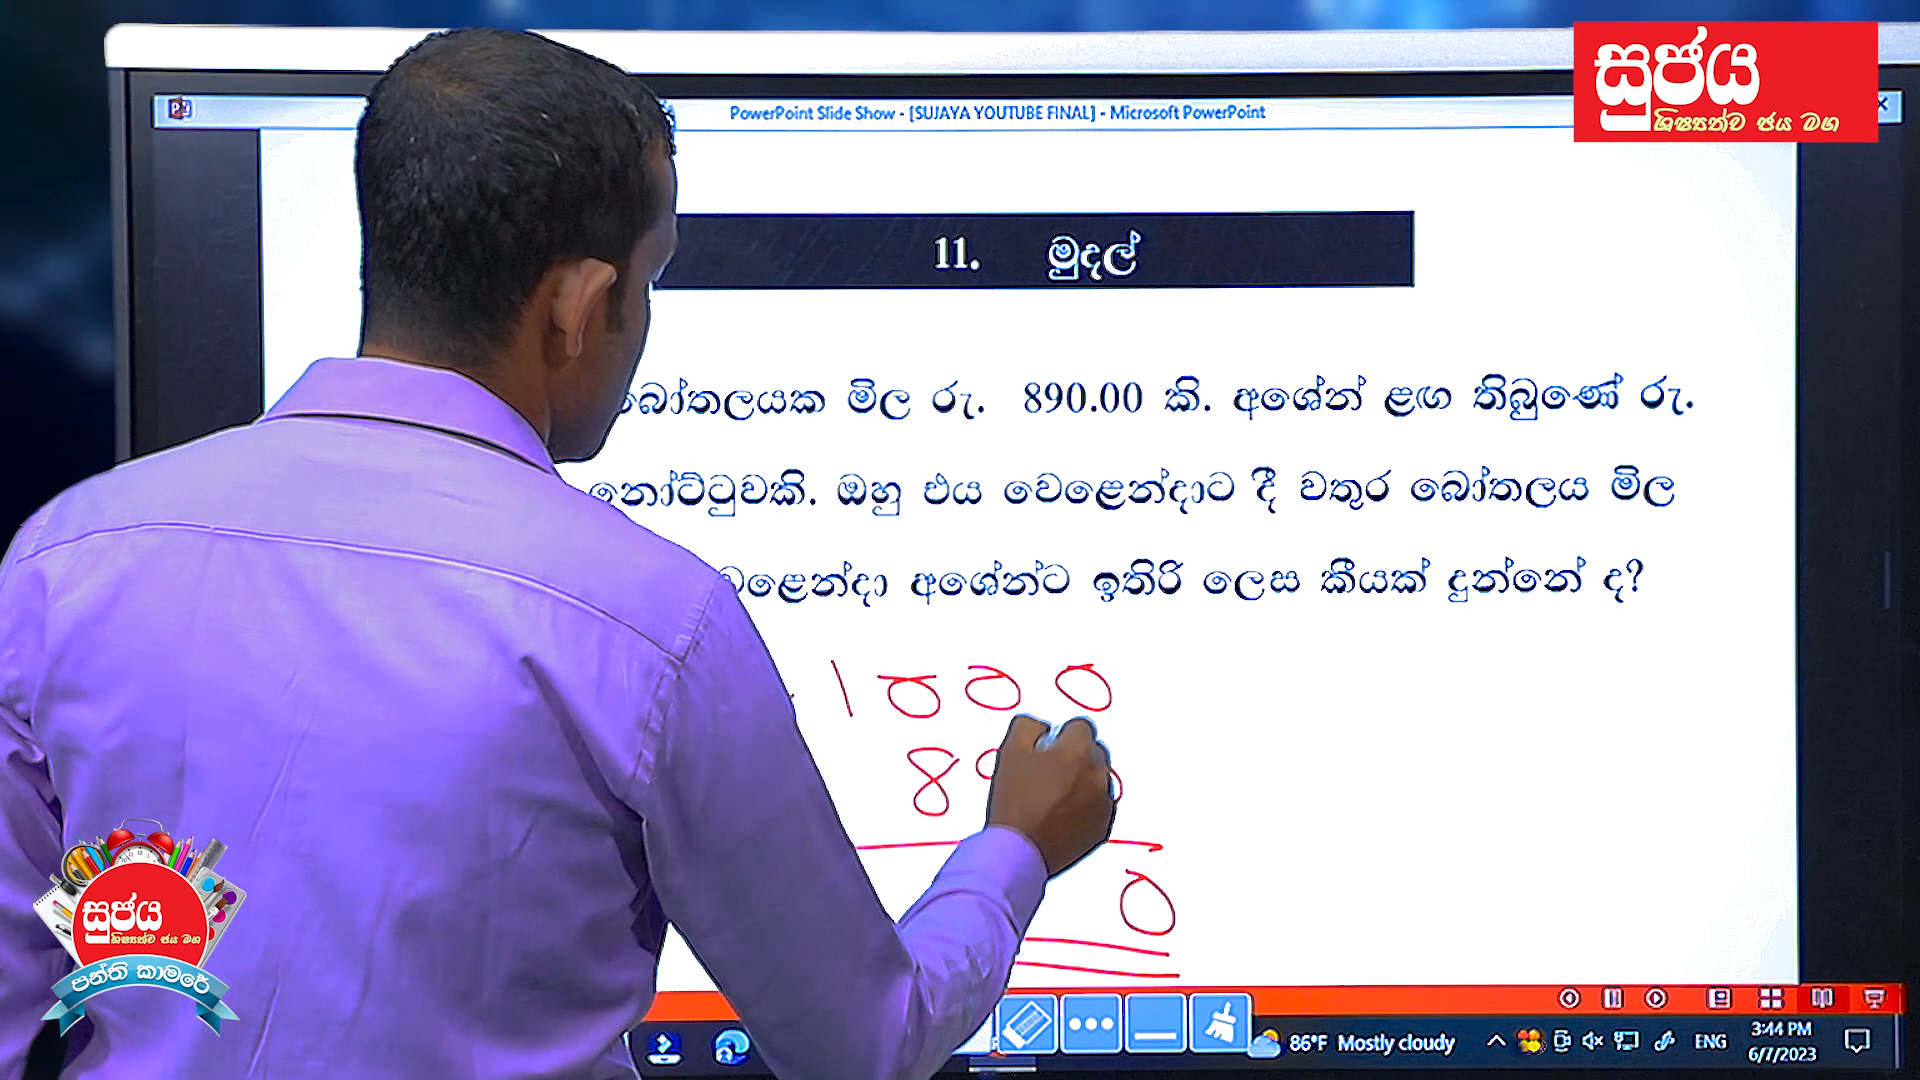 සුජය
ශිෂ්‍යත්ව ජය මග
PowerPoint Slide Show - [SUJAYA YOUTUBE FINAL] - Microsoft PowerPoint
11. මුදල්
බෝතලයක මිල රු. 890.00 කි. අශේන් ළඟ තිබුණේ රු.
නෝට්ටුවකි. ඔහු එය වෙළෙන්දාට දී වතුර බෝතලය මිල
අශේන්ට ඉතිරි ලෙස කීයක් දුන්නේ ද?
1000
8
0
සුජය
ශිෂ්‍යත්ව ජය මග
පන්ති කාමරේ
86°F Mostly cloudy
ENG
3:44 PM
6/7/2023